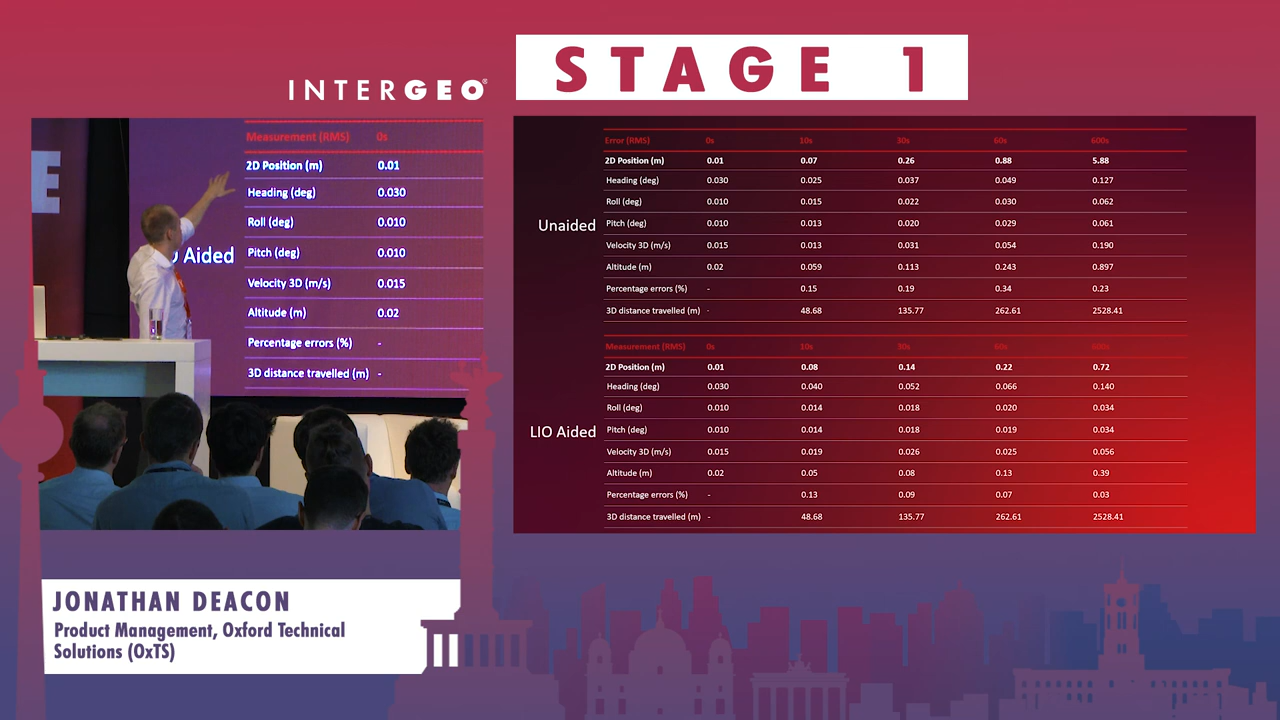 STAGE 1
INTERGEO®
E
Measurement (RMS) 0s
2D Position (m) 0.01
Heading (deg) 0.030
Roll (deg) 0.010
Aided
Pitch (deg) 0.010
Velocity 3D (m/s) 0.015
Altitude (m) 0.02
Percentage errors (%) -
3D distance travelled (m) -
Unaided
Error (RMS) 0s 10s 30s 60s 600s
2D Position (m) 0.01 0.07 0.26 0.88 5.88
Heading (deg) 0.030 0.025 0.037 0.049 0.127
Roll (deg) 0.010 0.015 0.022 0.030 0.062
Pitch (deg) 0.010 0.013 0.020 0.029 0.061
Velocity 3D (m/s) 0.015 0.013 0.031 0.054 0.190
Altitude (m) 0.02 0.059 0.113 0.243 0.897
Percentage errors (%) - 0.15 0.19 0.34 0.23
3D distance travelled (m) - 48.68 135.77 262.61 2528.41
LIO Aided
Measurement (RMS) 0s 10s 30s 60s 600s
2D Position (m) 0.01 0.08 0.14 0.22 0.72
Heading (deg) 0.030 0.040 0.052 0.066 0.140
Roll (deg) 0.010 0.014 0.018 0.020 0.034
Pitch (deg) 0.010 0.014 0.018 0.019 0.034
Velocity 3D (m/s) 0.015 0.019 0.026 0.025 0.056
Altitude (m) 0.02 0.05 0.08 0.13 0.39
Percentage errors (%) - 0.13 0.09 0.07 0.03
3D distance travelled (m) - 48.68 135.77 262.61 2528.41
JONATHAN DEACON
Product Management, Oxford Technical
Solutions (OxTS)